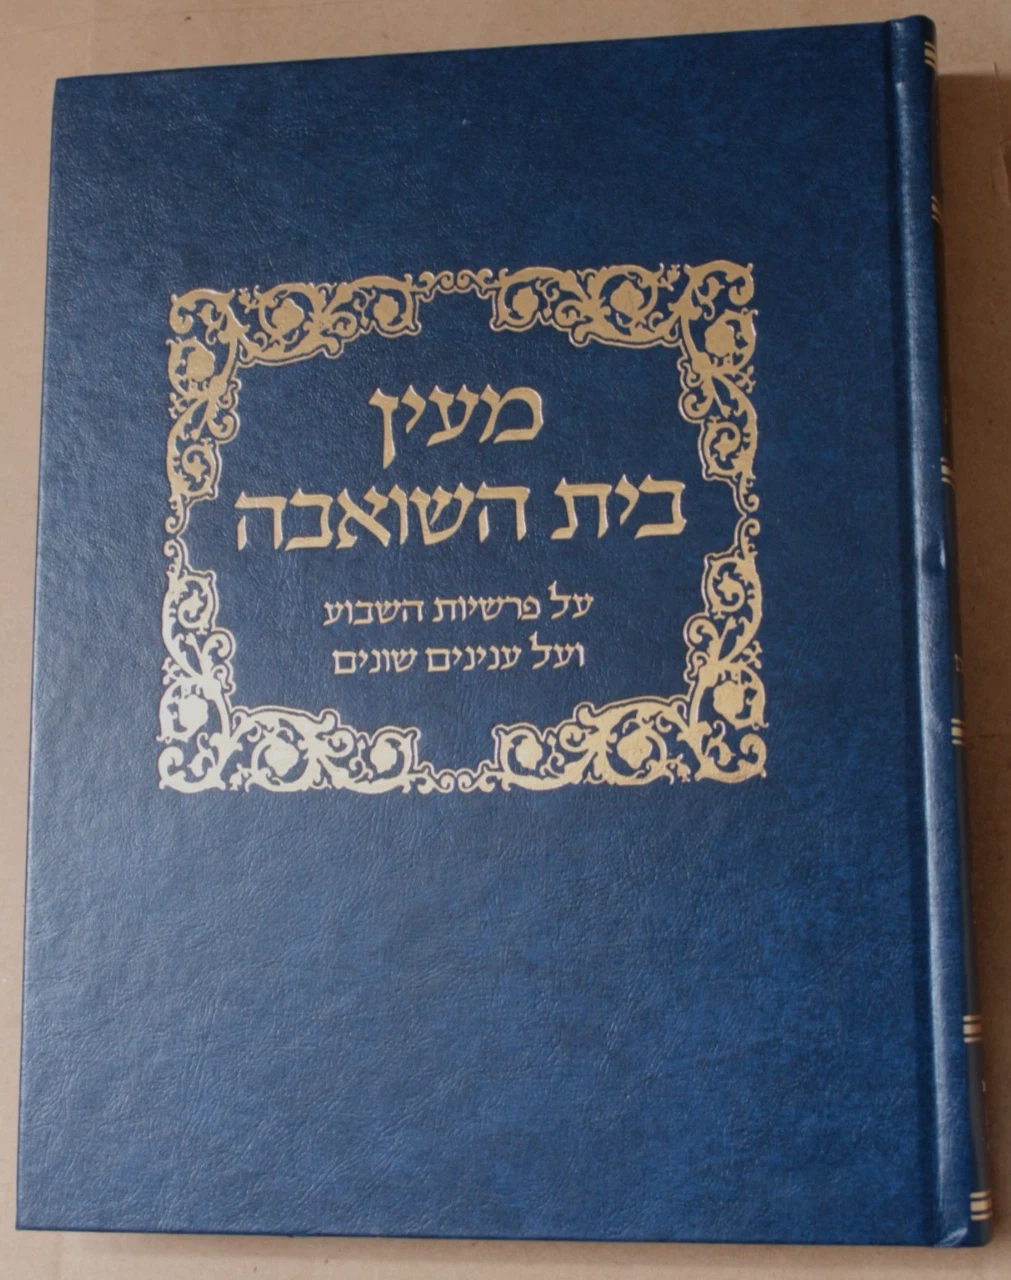 מעין
בית השואבה
על פרשיות השבוע
ועל ענינים שונים